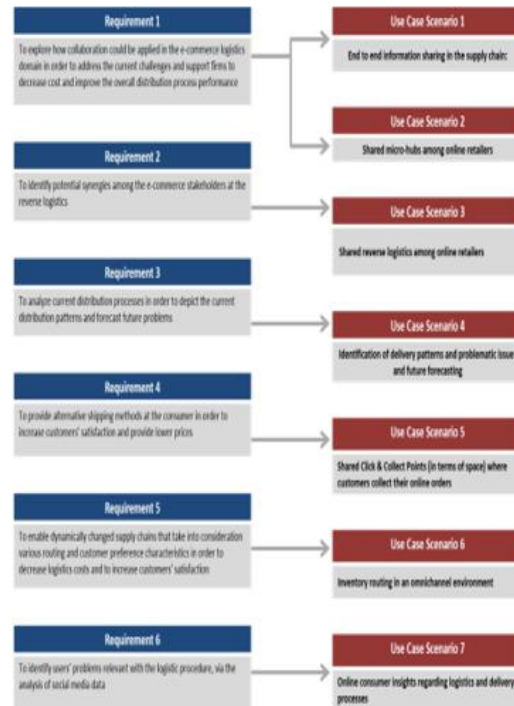 Requirement 1
To explore how collaboration could be applied in the e-commerce logistics
domain in order to address the current challenges and support firms to
decrease cost and improve the overall distribution process performance
Use Case Scenario 1
End to end information sharing in the supply chain:
Use Case Scenario 2
Shared micro-hubs among online retailers
Requirement 2
To identify potential synergies among the e-commerce stakeholders at the
reverse logistics
Use Case Scenario 3
Shared reverse logistics among online retailers
Requirement 3
To analyze current distribution processes in order to depict the current
distribution patterns and forecast future problems
Use Case Scenario 4
Identification of delivery patterns and problematic issue
and future forecasting
Requirement 4
To provide alternative shipping methods at the consumer in order to
increase customers' satisfaction and provide lower prices
Use Case Scenario 5
Shared Click & Collect Points (in terms of space) where
customers collect their online orders
Requirement 5
To enable dynamically changed supply chains that take into consideration
various routing and customer preference characteristics in order to
decrease logistics costs and to increase customers' satisfaction
Use Case Scenario 6
Inventory routing in an omnichannel environment
Requirement 6
To identify users' problems relevant with the logistic procedure, via the
analysis of social media data
Use Case Scenario 7
Online consumer insights regarding logistics and delivery
processes